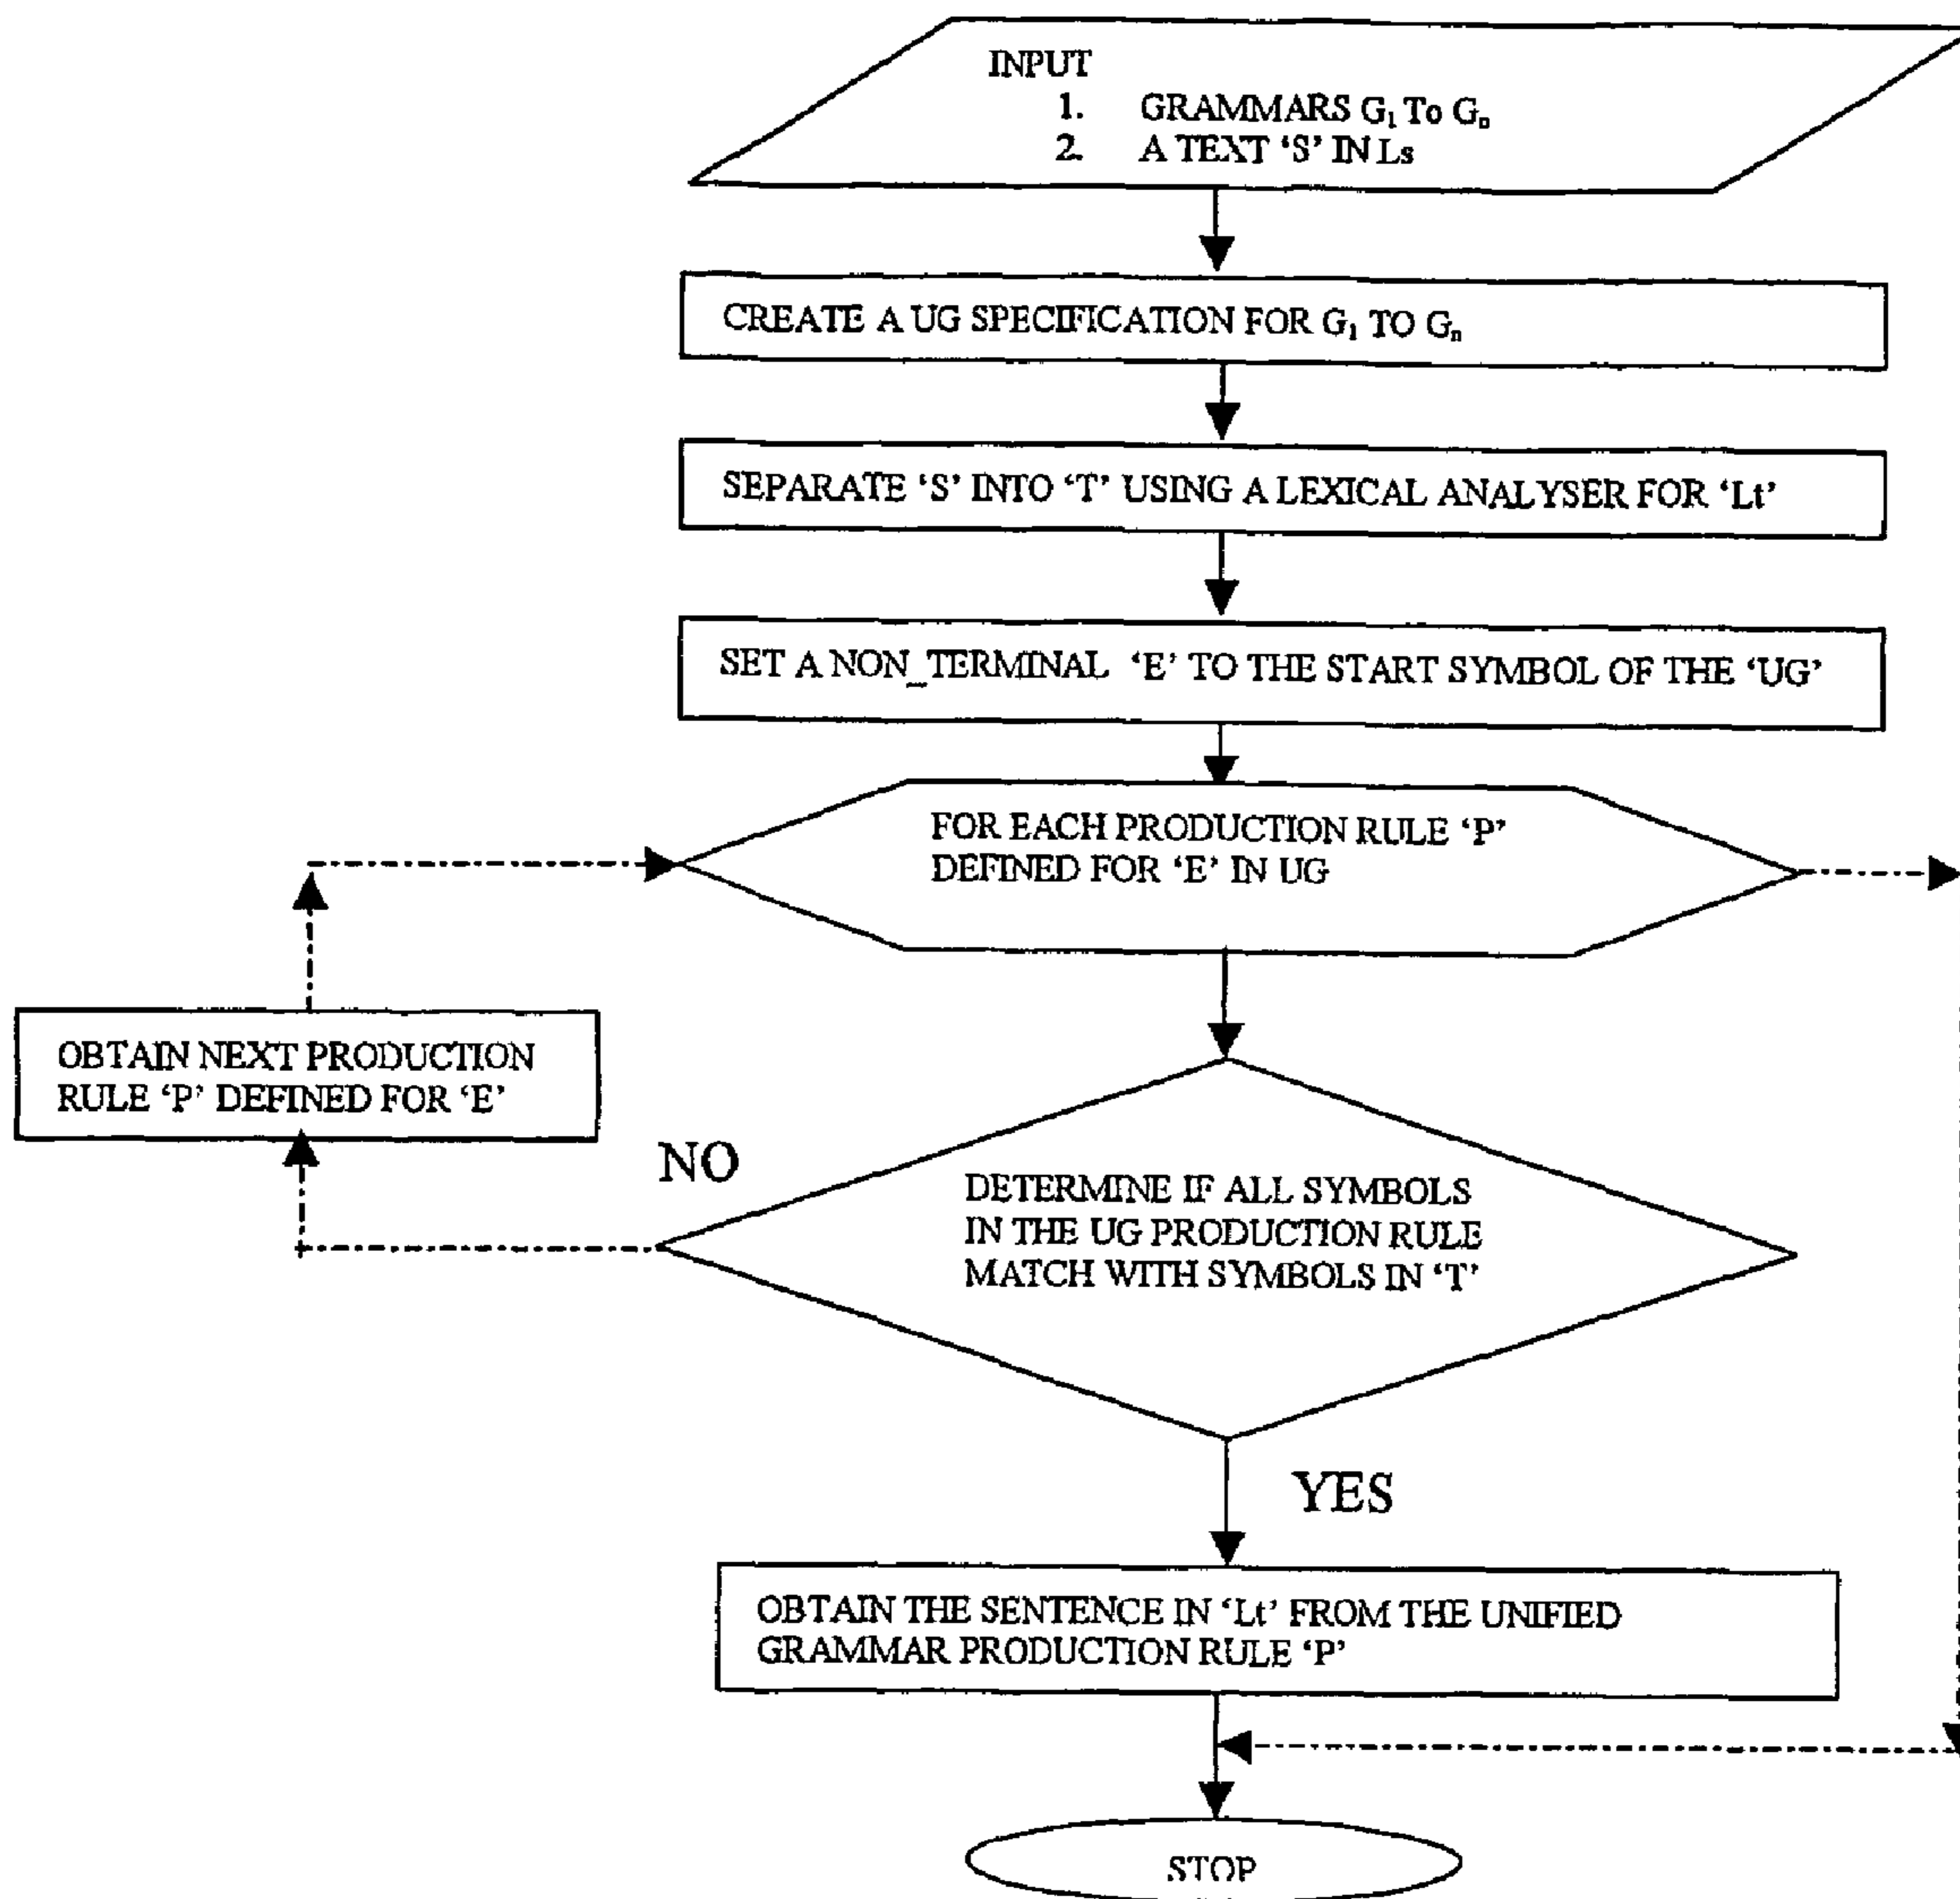 INPUT
1. GRAMMARS G₁ To Gₙ
2. A TEXT ‘S’ IN Ls
CREATE A UG SPECIFICATION FOR G₁ TO Gₙ
SEPARATE ‘S’ INTO ‘T’ USING A LEXICAL ANALYSER FOR ‘Lt’
SET A NON_TERMINAL ‘E’ TO THE START SYMBOL OF THE ‘UG’
FOR EACH PRODUCTION RULE ‘P’
DEFINED FOR ‘E’ IN UG
OBTAIN NEXT PRODUCTION
RULE ‘P’ DEFINED FOR ‘E’
NO
DETERMINE IF ALL SYMBOLS
IN THE UG PRODUCTION RULE
MATCH WITH SYMBOLS IN ‘T’
YES
OBTAIN THE SENTENCE IN ‘Lt’ FROM THE UNIFIED
GRAMMAR PRODUCTION RULE ‘P’
STOP